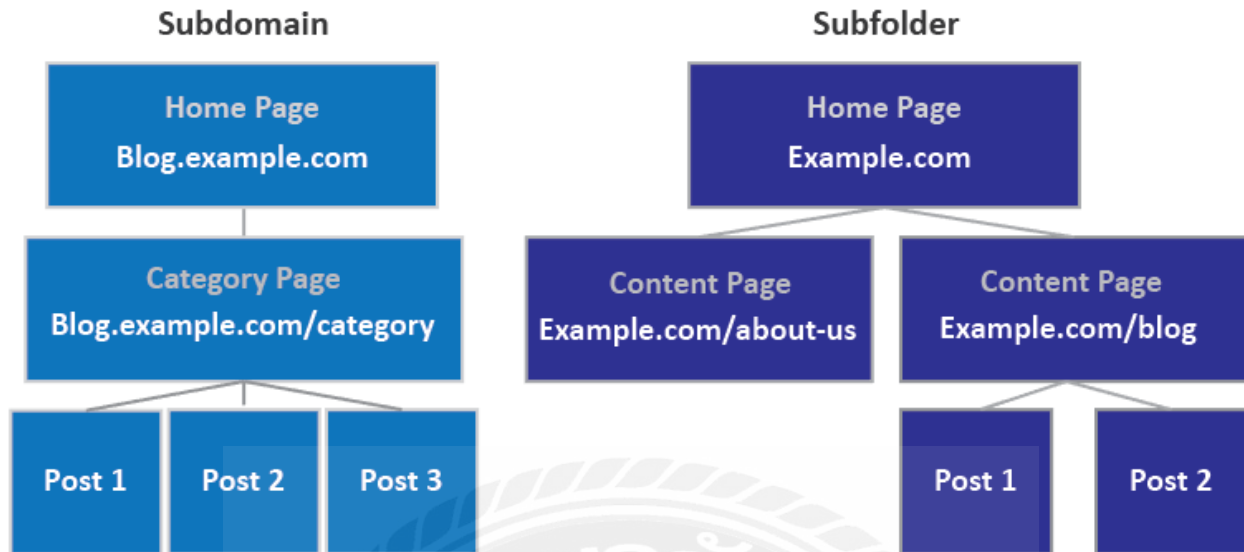 Subdomain
Home Page
Blog.example.com
Category Page
Blog.example.com/category
Post 1
Post 2
Post 3
Subfolder
Home Page
Example.com
Content Page
Example.com/about-us
Content Page
Example.com/blog
Post 1
Post 2